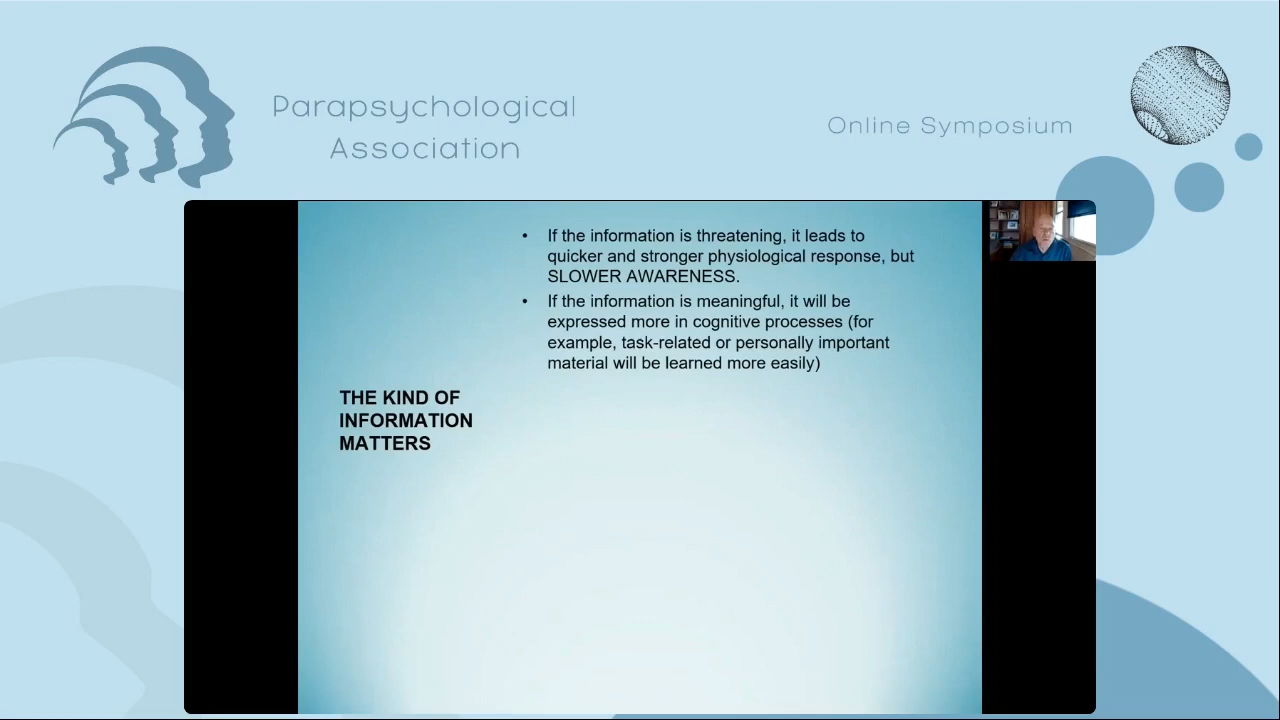 Parapsychological
Association
Online Symposium
• If the information is threatening, it leads to
quicker and stronger physiological response, but
SLOWER AWARENESS.
• If the information is meaningful, it will be
expressed more in cognitive processes (for
example, task-related or personally important
material will be learned more easily)
THE KIND OF
INFORMATION
MATTERS